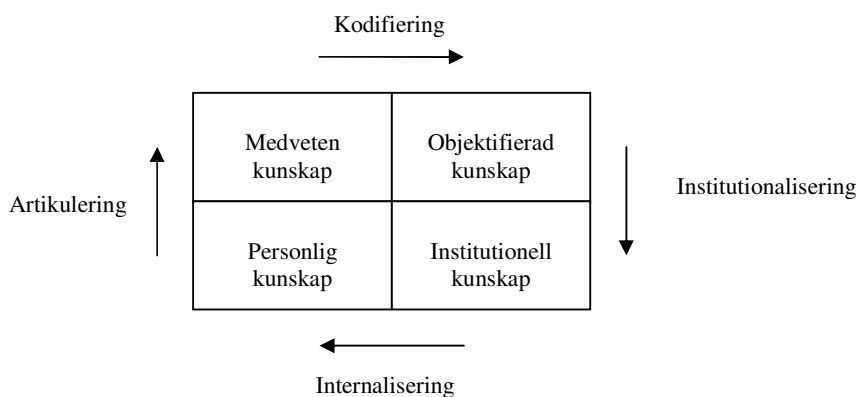 Kodifiering
Medveten
kunskap
Objektifierad
kunskap
Artikulering
Institutionalisering
Personlig
kunskap
Institutionell
kunskap
Internalisering